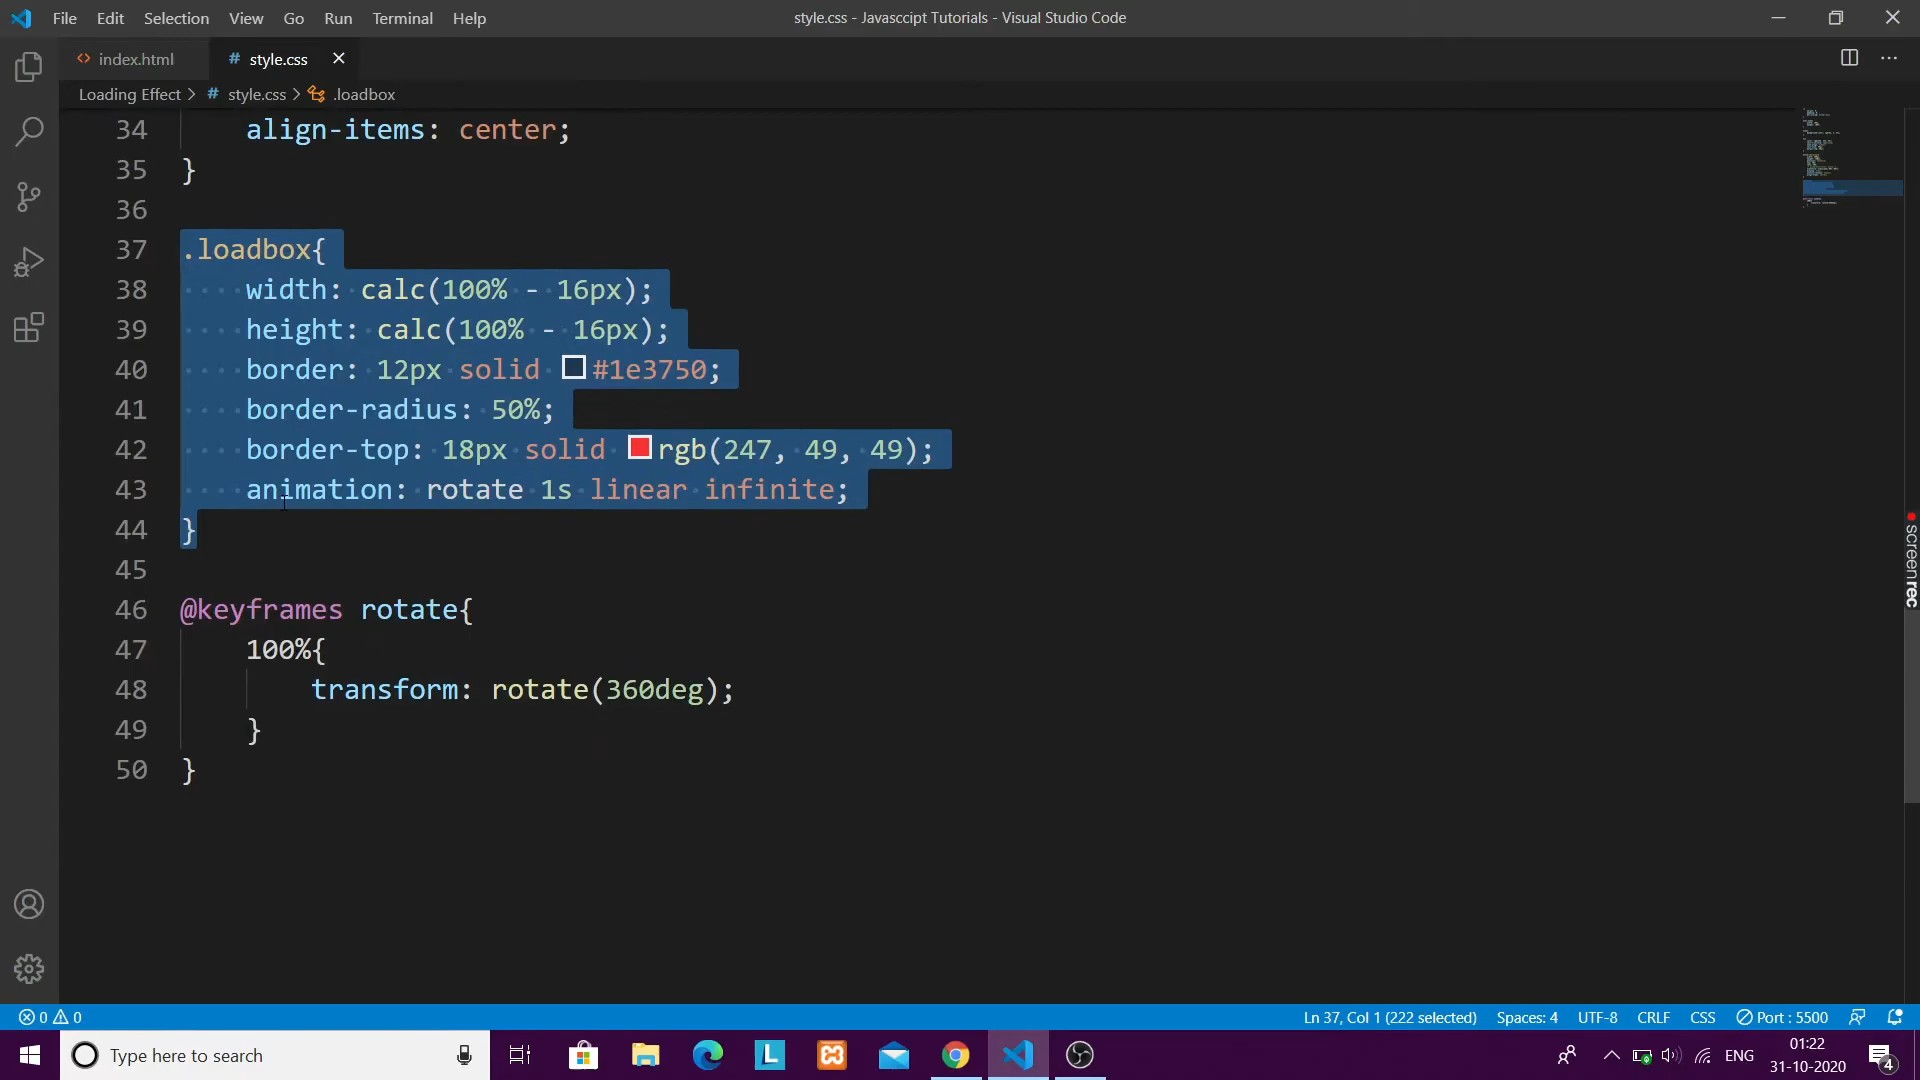 File Edit Selection View Go Run Terminal Help
style.css - Javasccipt Tutorials - Visual Studio Code
index.html
# style.css
Loading Effect > # style.css > .loadbox
34 align-items: center;
35 }
36
37 .loadbox{
38 width: calc(100% - 16px);
39 height: calc(100% - 16px);
40 border: 12px solid #1e3750;
41 border-radius: 50%;
42 border-top: 18px solid rgb(247, 49, 49);
43 animation: rotate 1s linear infinite;
44 }
45
46 @keyframes rotate{
47 100%{
48 transform: rotate(360deg);
49 }
50 }
screenrec
0 0
Ln 37, Col 1 (222 selected) Spaces: 4 UTF-8 CRLF CSS Port : 5500
Type here to search
L
ENG
01:22
31-10-2020
4